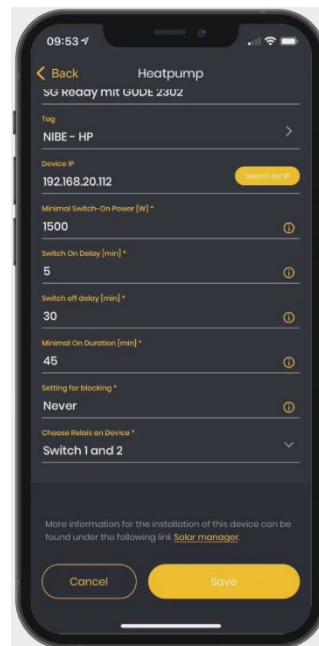 09:53
Back
Heatpump
SG Ready mit GUDE 2302
Tag
NIBE - HP
Device IP
192.168.20.112
Search for IP
Minimal Switch-On Power [W] *
1500
Switch On Delay [min] *
5
Switch off delay [min] *
30
Minimal On Duration [min] *
45
Setting for blocking *
Never
Choose Relais on Device *
Switch 1 and 2
More information for the installation of this device can be
found under the following link Solar manager.
Cancel
Save